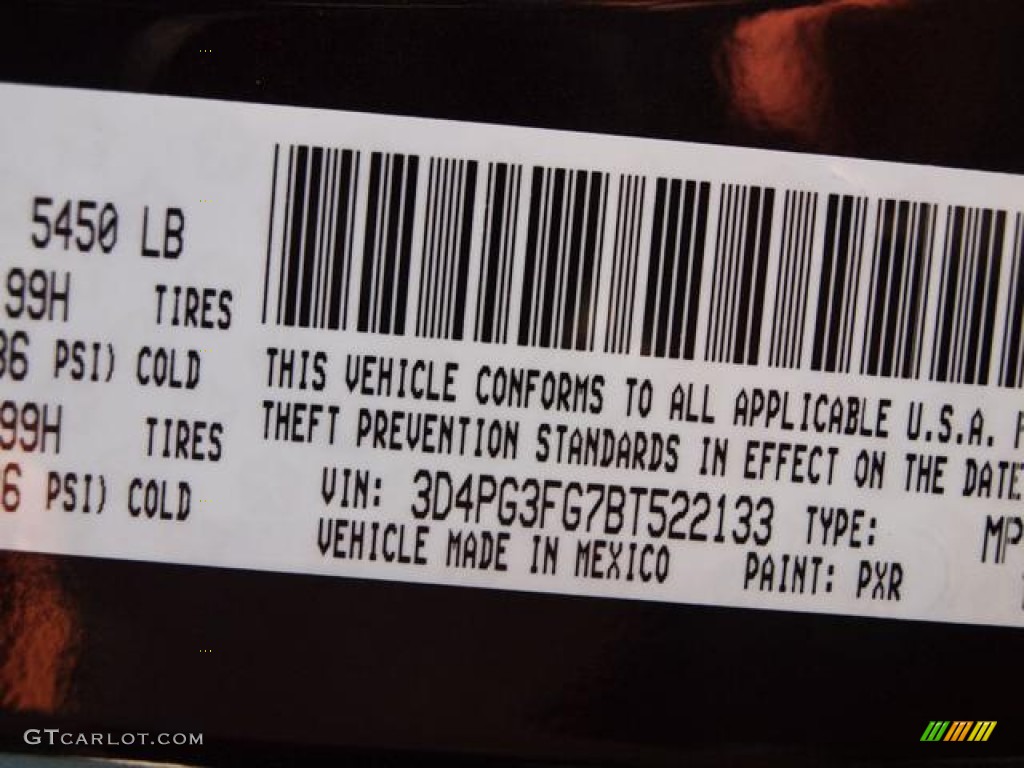 5450 LB
99H TIRES
36 PSI) COLD
99H TIRES
6 PSI) COLD
THIS VEHICLE CONFORMS TO ALL APPLICABLE U.S.A.
THEFT PREVENTION STANDARDS IN EFFECT ON THE DATE
VIN: 3D4PG3FG7BT522133 TYPE: MP
VEHICLE MADE IN MEXICO PAINT: PXR
GTCARLOT.COM